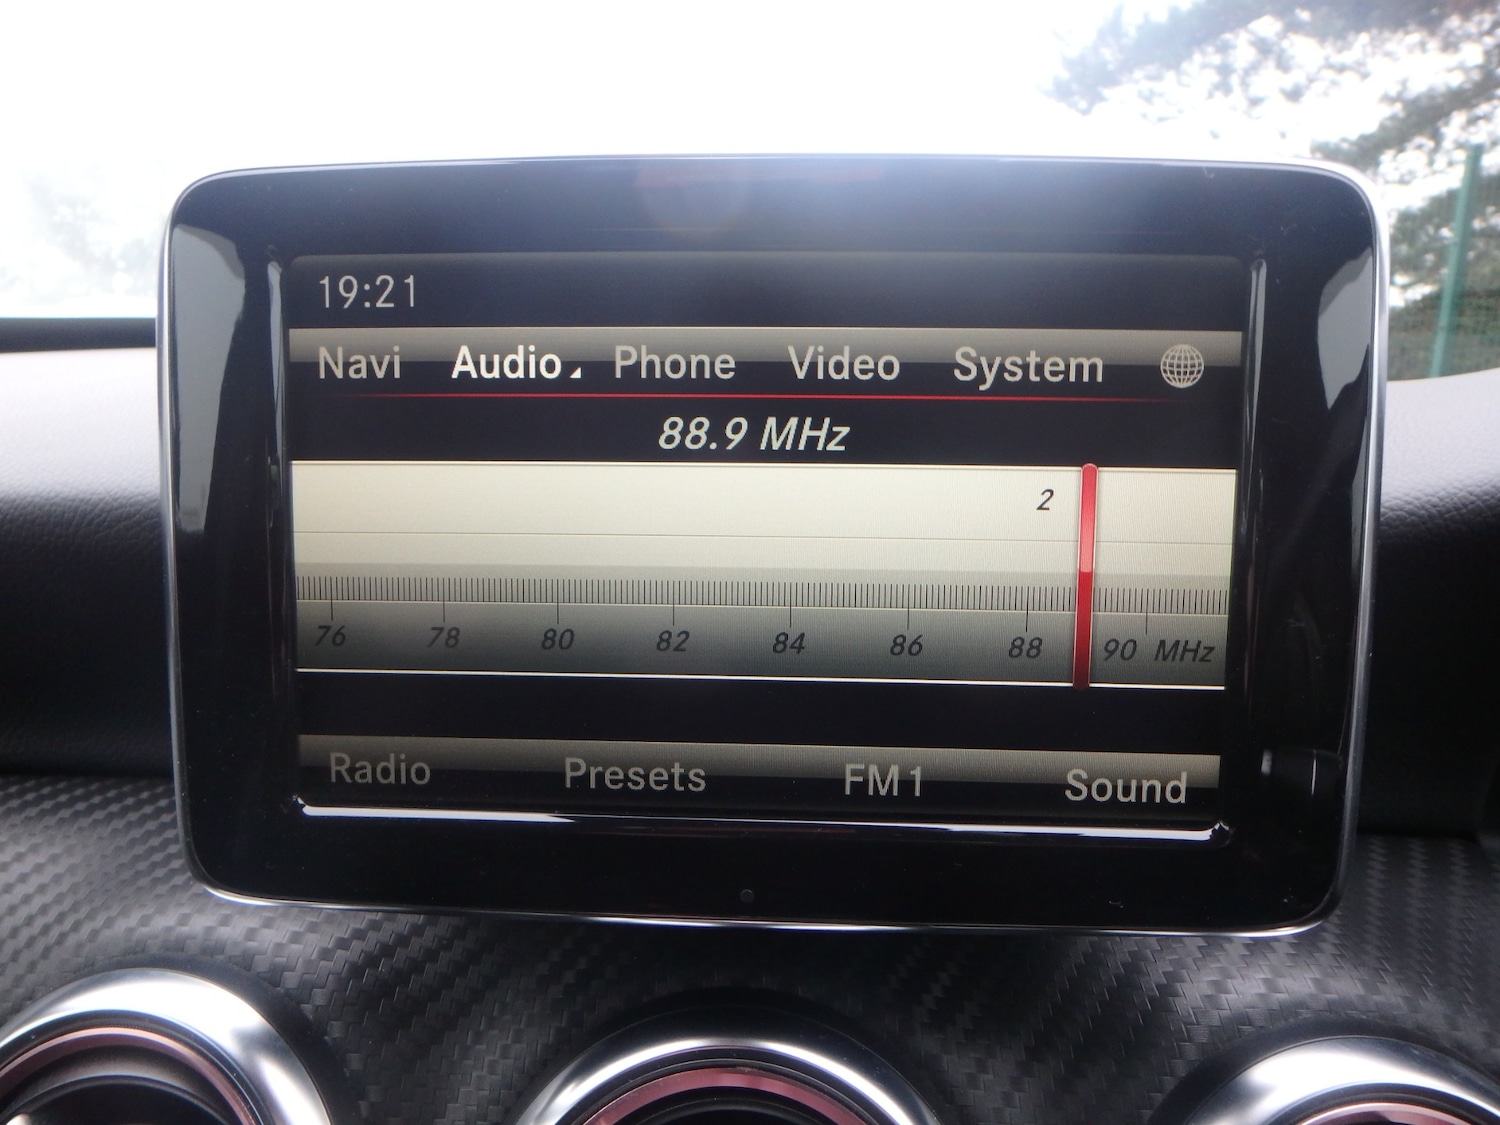 19:21
Navi Audio Phone Video System
88.9 MHz
2
76 78 80 82 84 86 88 90 MHz
Radio Presets FM1 Sound